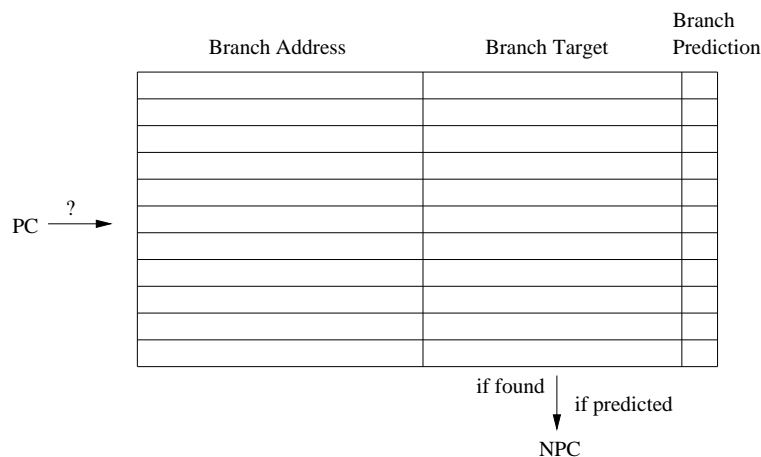 Branch Address
Branch Target
Branch
Prediction
?
PC
if found
if predicted
NPC